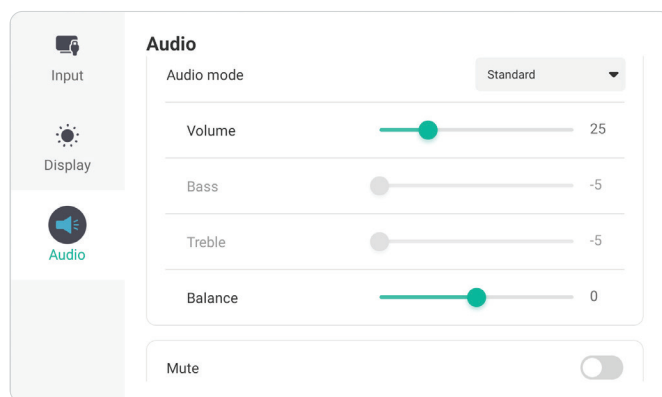 Audio
Input
Audio mode
Standard
Volume
25
Display
Bass
-5
Treble
-5
Audio
Balance
0
Mute